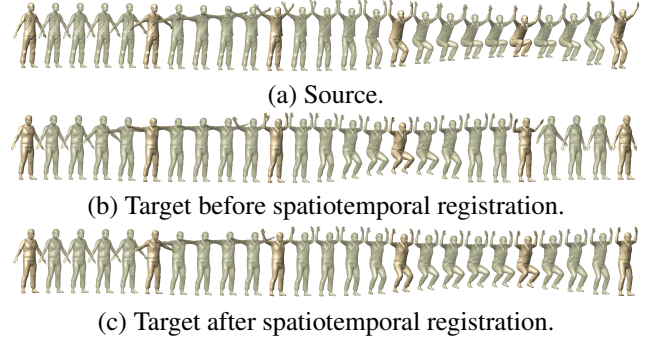 (a) Source.
(b) Target before spatiotemporal registration.
(c) Target after spatiotemporal registration.